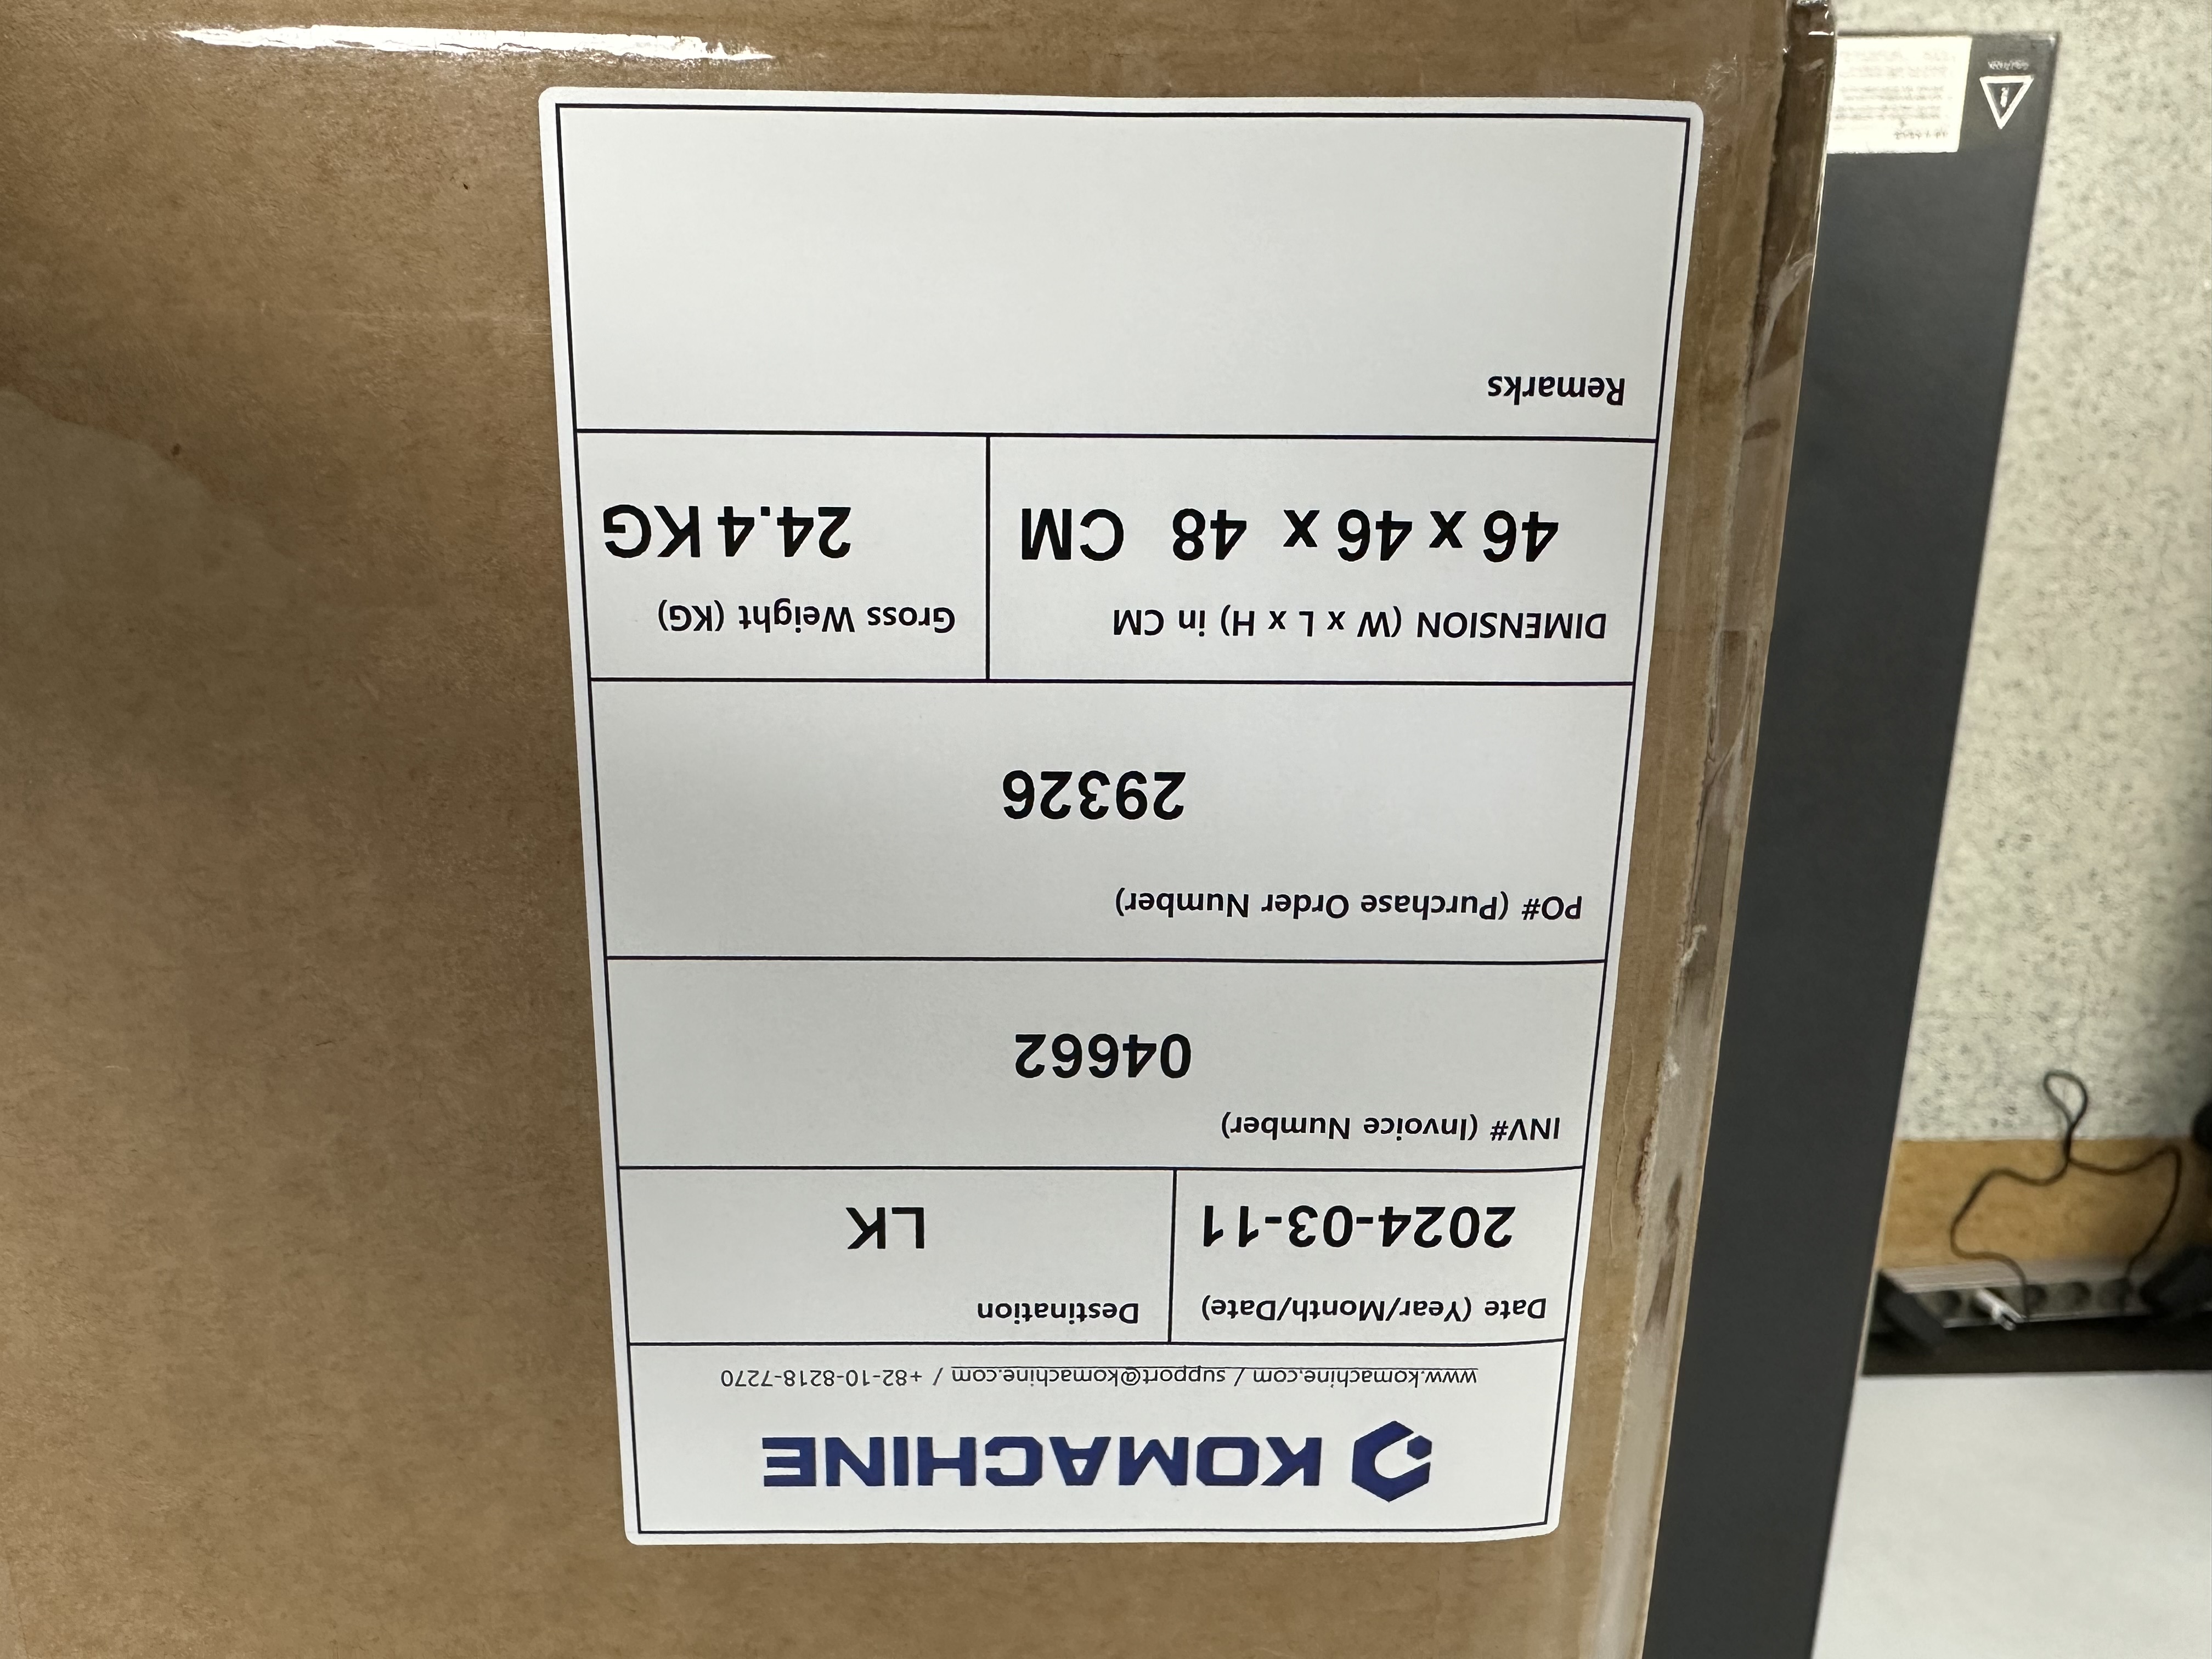 KOMACHINE
www.komachine.com / support@komachine.com / +82-10-8218-7270
Date (Year/Month/Date)
2024-03-11
Destination
LK
INV# (Invoice Number)
04662
PO# (Purchase Order Number)
29326
DIMENSION (W x L x H) in CM
46 x 46 x 48 CM
Gross Weight (KG)
24.4 KG
Remarks